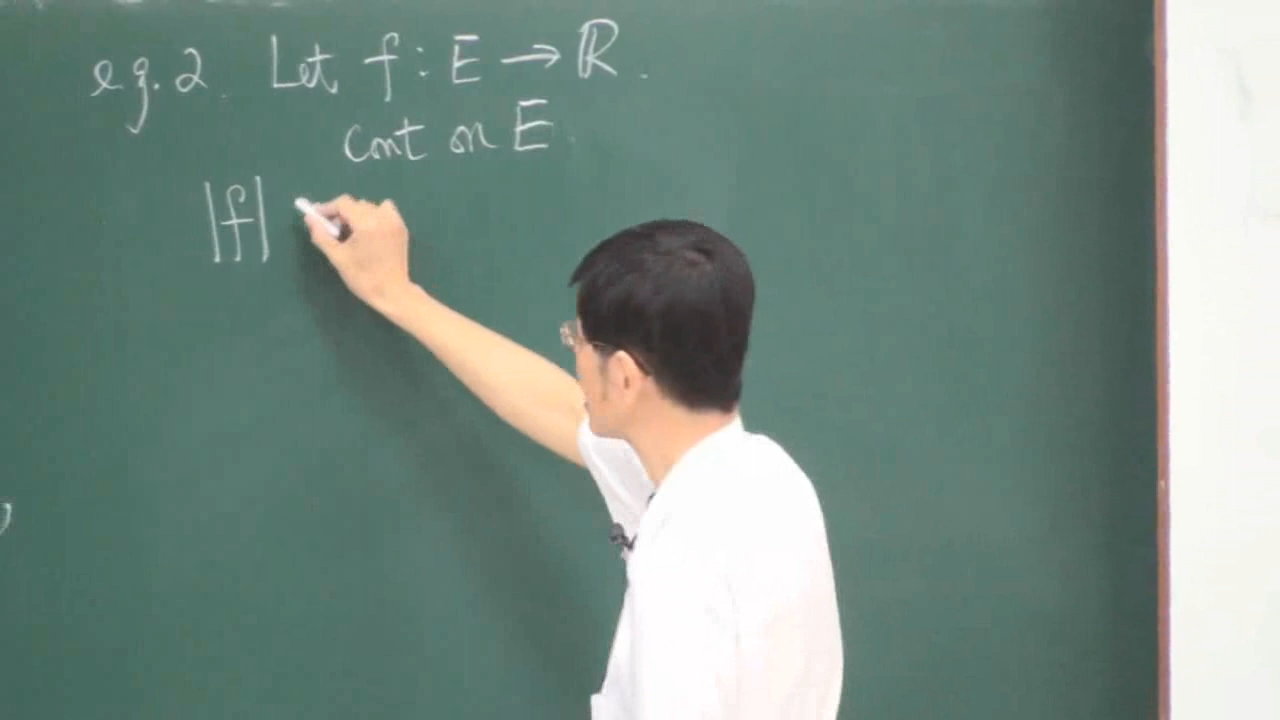 e.g. 2. Let f: E → ℝ.
cont on E.
|f|